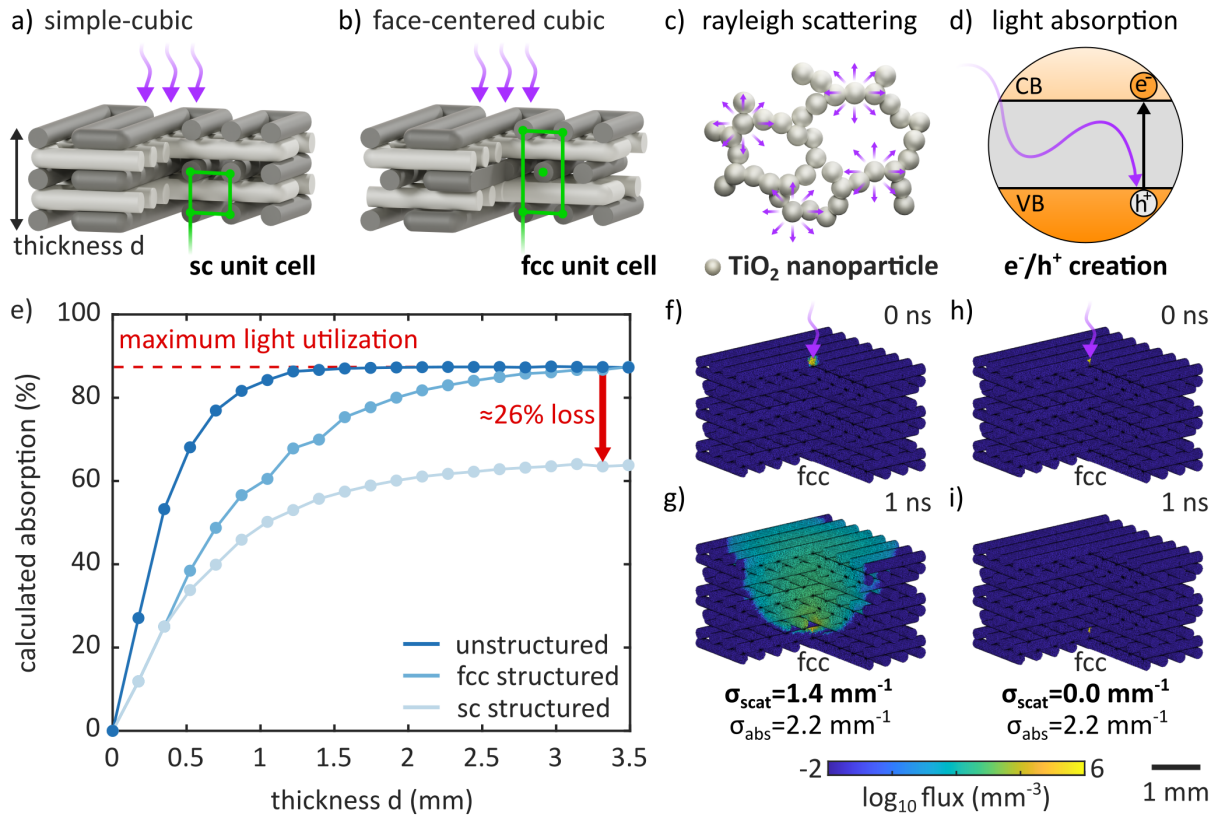 a) simple-cubic
b) face-centered cubic
c) rayleigh scattering
d) light absorption
thickness d
sc unit cell
fcc unit cell
TiO₂ nanoparticle
CB
e⁻
VB
h⁺
e⁻/h⁺ creation
e)
calculated absorption (%)
100
80
60
40
20
0
maximum light utilization
≈26% loss
unstructured
fcc structured
sc structured
0 0.5 1 1.5 2 2.5 3 3.5
thickness d (mm)
f) 0 ns
fcc
h) 0 ns
fcc
g) 1 ns
fcc
σscat=1.4 mm⁻¹
σabs=2.2 mm⁻¹
i) 1 ns
fcc
σscat=0.0 mm⁻¹
σabs=2.2 mm⁻¹
-2 6
log₁₀ flux (mm⁻³)
1 mm